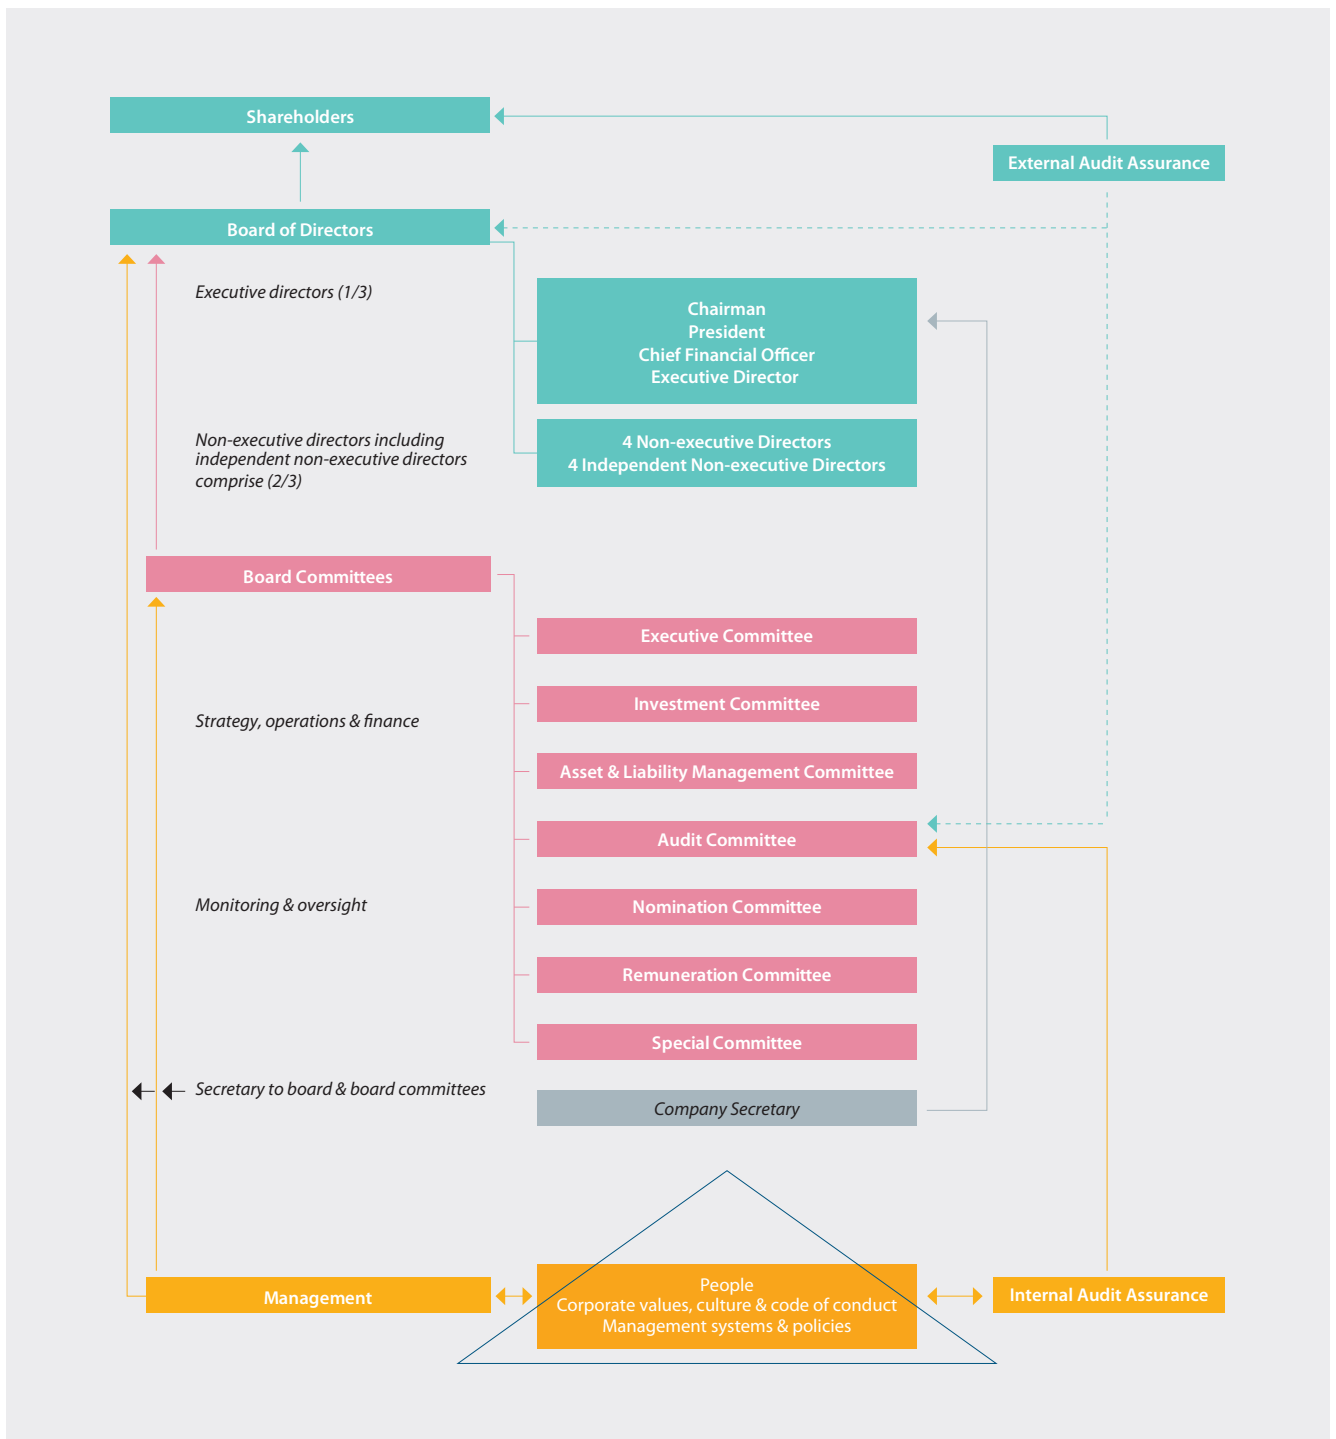 Shareholders
External Audit Assurance
Board of Directors
Executive directors (1/3)
Chairman
President
Chief Financial Officer
Executive Director
Non-executive directors including
independent non-executive directors
comprise (2/3)
4 Non-executive Directors
4 Independent Non-executive Directors
Board Committees
Executive Committee
Investment Committee
Strategy, operations & finance
Asset & Liability Management Committee
Audit Committee
Monitoring & oversight
Nomination Committee
Remuneration Committee
Special Committee
Secretary to board & board committees
Company Secretary
Management
People
Corporate values, culture & code of conduct
Management systems & policies
Internal Audit Assurance